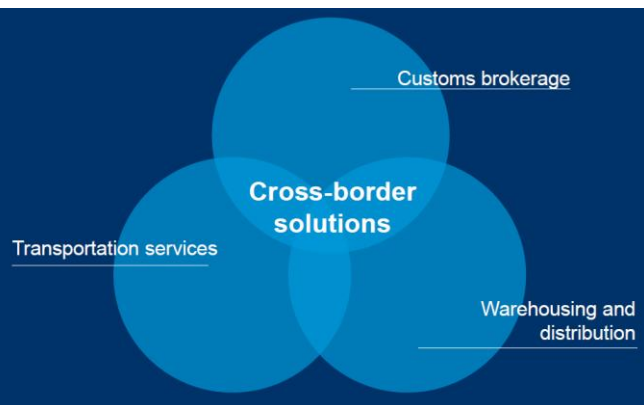 Customs brokerage
Cross-border
solutions
Transportation services
Warehousing and
distribution